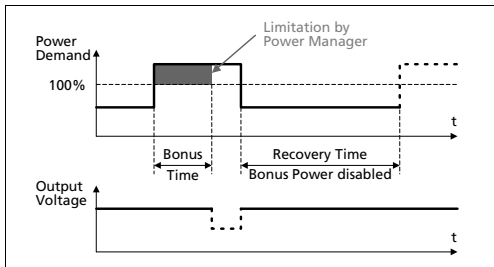 Limitation by
Power Manager
Power
Demand
100%
t
Bonus
Time
Recovery Time
Bonus Power disabled
Output
Voltage
t